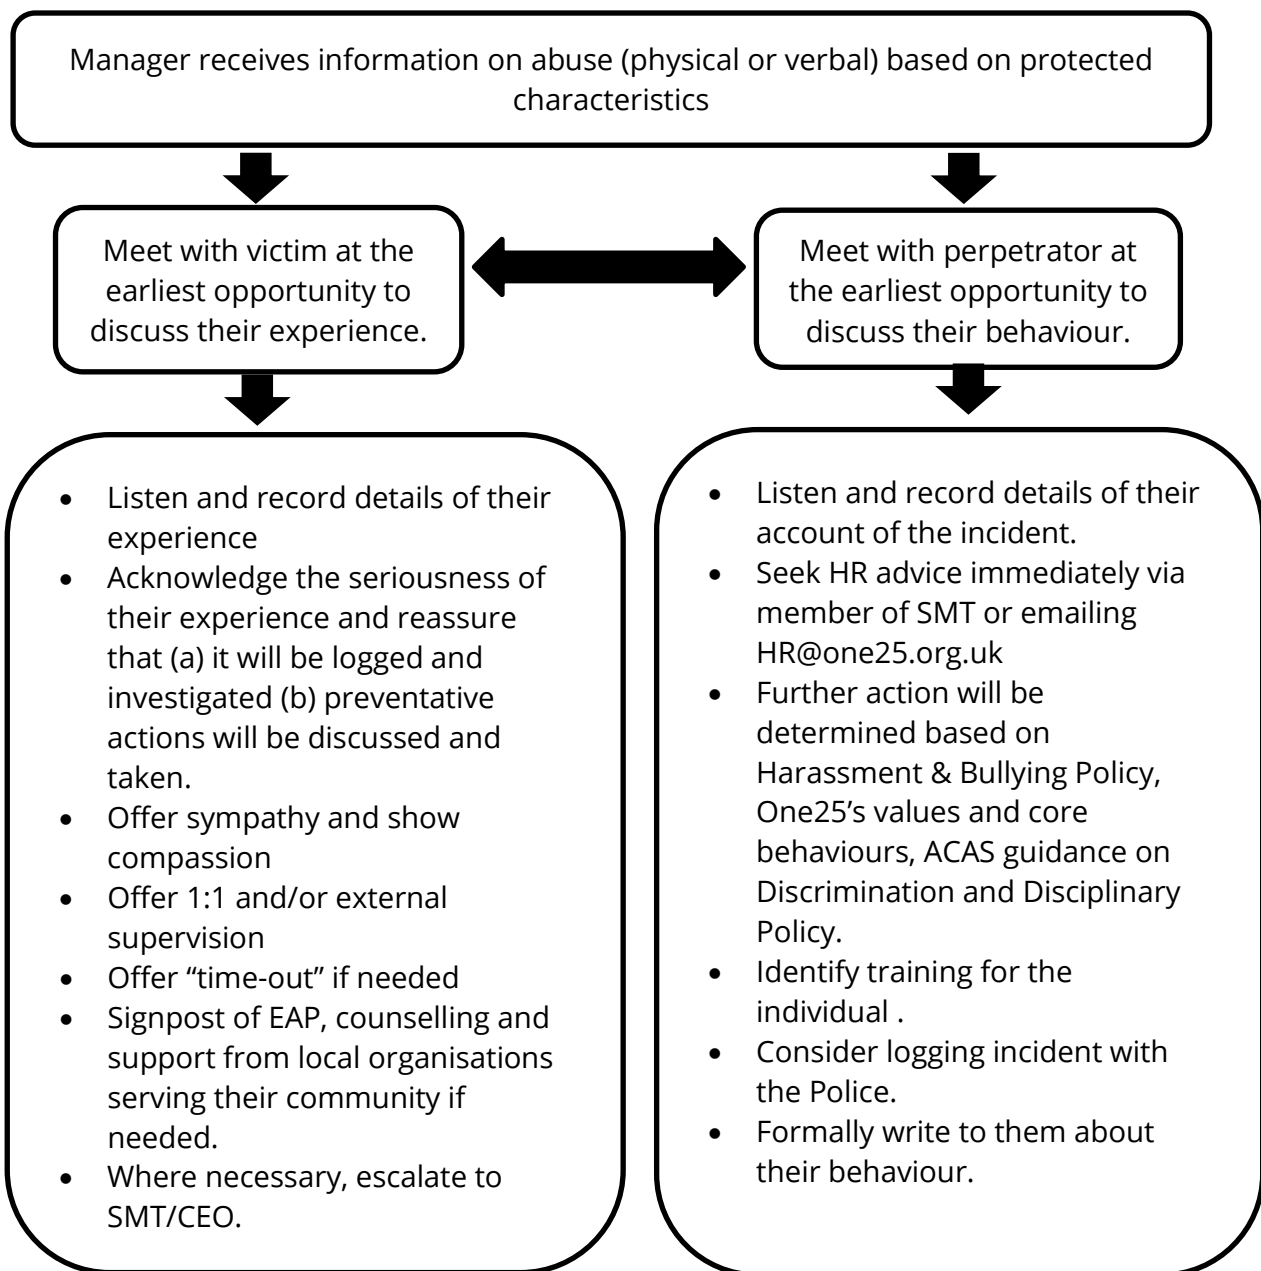 Manager receives information on abuse (physical or verbal) based on protected
characteristics
Meet with victim at the
earliest opportunity to
discuss their experience.
Meet with perpetrator at
the earliest opportunity to
discuss their behaviour.
• Listen and record details of their
experience
• Acknowledge the seriousness of
their experience and reassure
that (a) it will be logged and
investigated (b) preventative
actions will be discussed and
taken.
• Offer sympathy and show
compassion
• Offer 1:1 and/or external
supervision
• Offer “time-out” if needed
• Signpost of EAP, counselling and
support from local organisations
serving their community if
needed.
• Where necessary, escalate to
SMT/CEO.
• Listen and record details of their
account of the incident.
• Seek HR advice immediately via
member of SMT or emailing
HR@one25.org.uk
• Further action will be
determined based on
Harassment & Bullying Policy,
One25’s values and core
behaviours, ACAS guidance on
Discrimination and Disciplinary
Policy.
• Identify training for the
individual .
• Consider logging incident with
the Police.
• Formally write to them about
their behaviour.